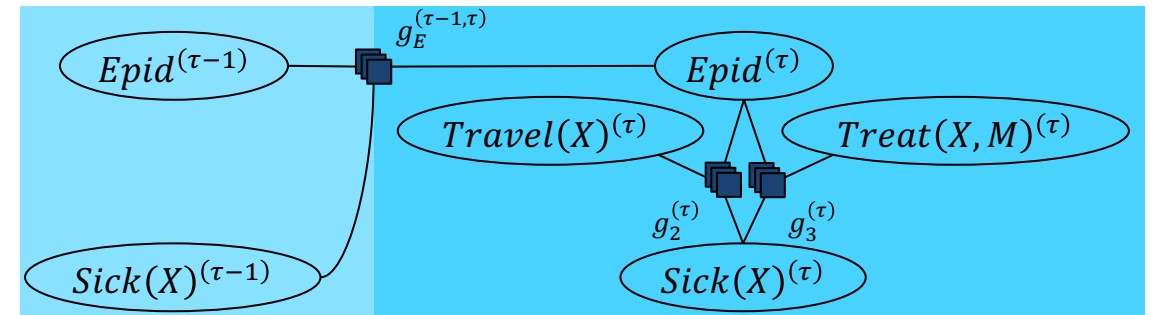 g_E^{(τ−1,τ)}
Epid^{(τ−1)}
Epid^{(τ)}
Travel(X)^{(τ)}
Treat(X, M)^{(τ)}
g_2^{(τ)}
g_3^{(τ)}
Sick(X)^{(τ−1)}
Sick(X)^{(τ)}